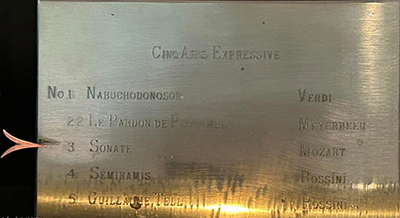 Cinq Airs Expressive
No. 1 Nabuchodonosor Verdi
2 Le Pardon de Meyerbeer
3 Sonate Mozart
4 Semiramis Rossini
5 Guillaume Tell Rossini